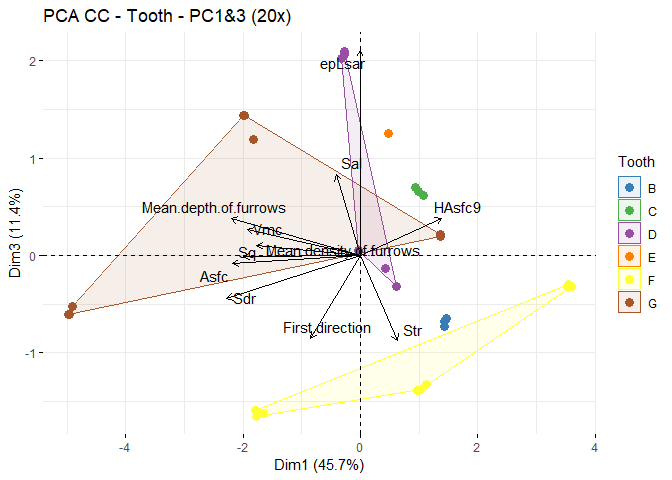 PCA CC - Tooth - PC1&3 (20x)
2
1
0
-1
Dim3 (11.4%)
epLsar
Sal
Mean.depth.of.furrows
HAsfc9
Vmc
Mean.density.of.furrows
Sq
Asfc
Sdr
First.direction
Str
-4
-2
0
2
4
Dim1 (45.7%)
Tooth
B
C
D
E
F
G